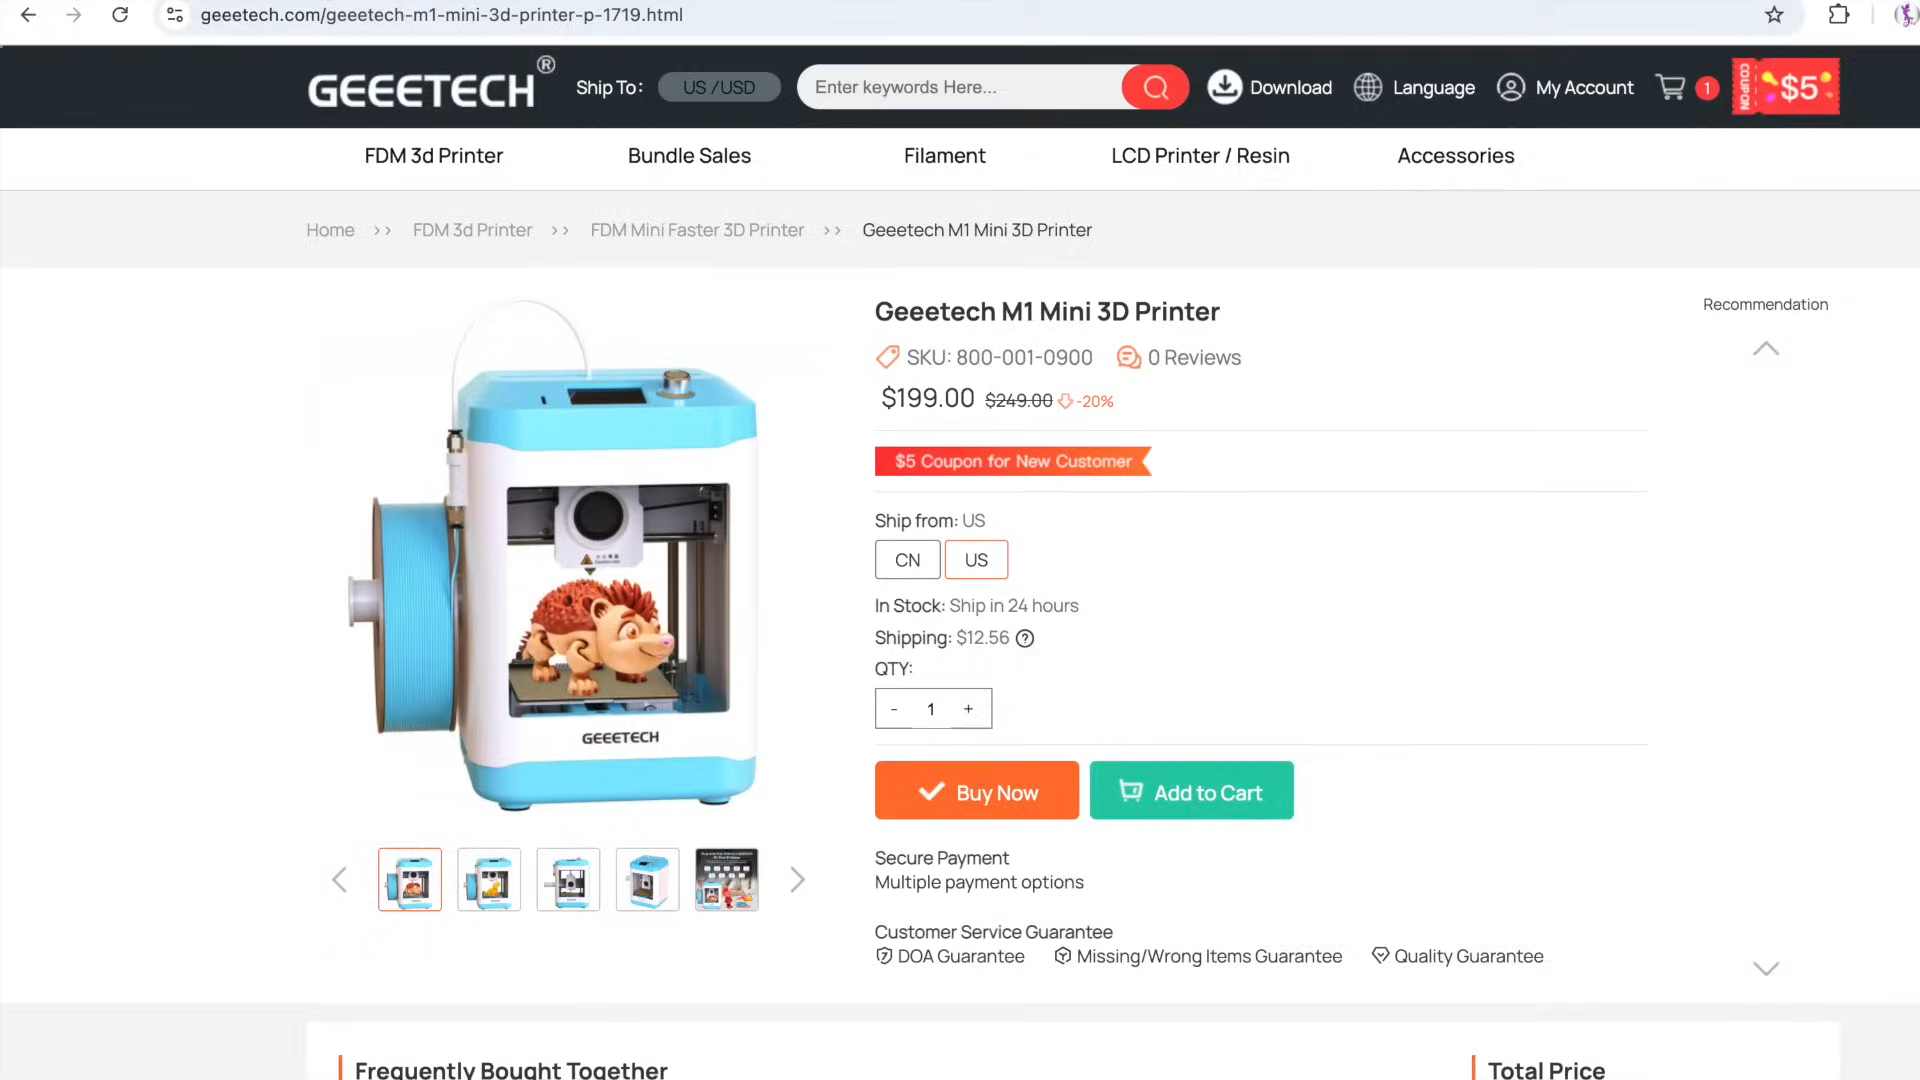 geeetech.com/geeetech-m1-mini-3d-printer-p-1719.html
GEEETECH®
Ship To:
US /USD
Enter keywords Here...
Download
Language
My Account
1
COUPON
$5
FDM 3d Printer
Bundle Sales
Filament
LCD Printer / Resin
Accessories
Home >> FDM 3d Printer >> FDM Mini Faster 3D Printer >> Geeetech M1 Mini 3D Printer
Geeetech M1 Mini 3D Printer
Recommendation
SKU: 800-001-0900 0 Reviews
$199.00 $249.00 -20%
$5 Coupon for New Customer
Ship from: US
CN US
In Stock: Ship in 24 hours
Shipping: $12.56 ?
QTY:
- 1 +
GEEETECH
Buy Now
Add to Cart
Secure Payment
Multiple payment options
Customer Service Guarantee
DOA Guarantee Missing/Wrong Items Guarantee Quality Guarantee
Frequently Bought Together
Total Price